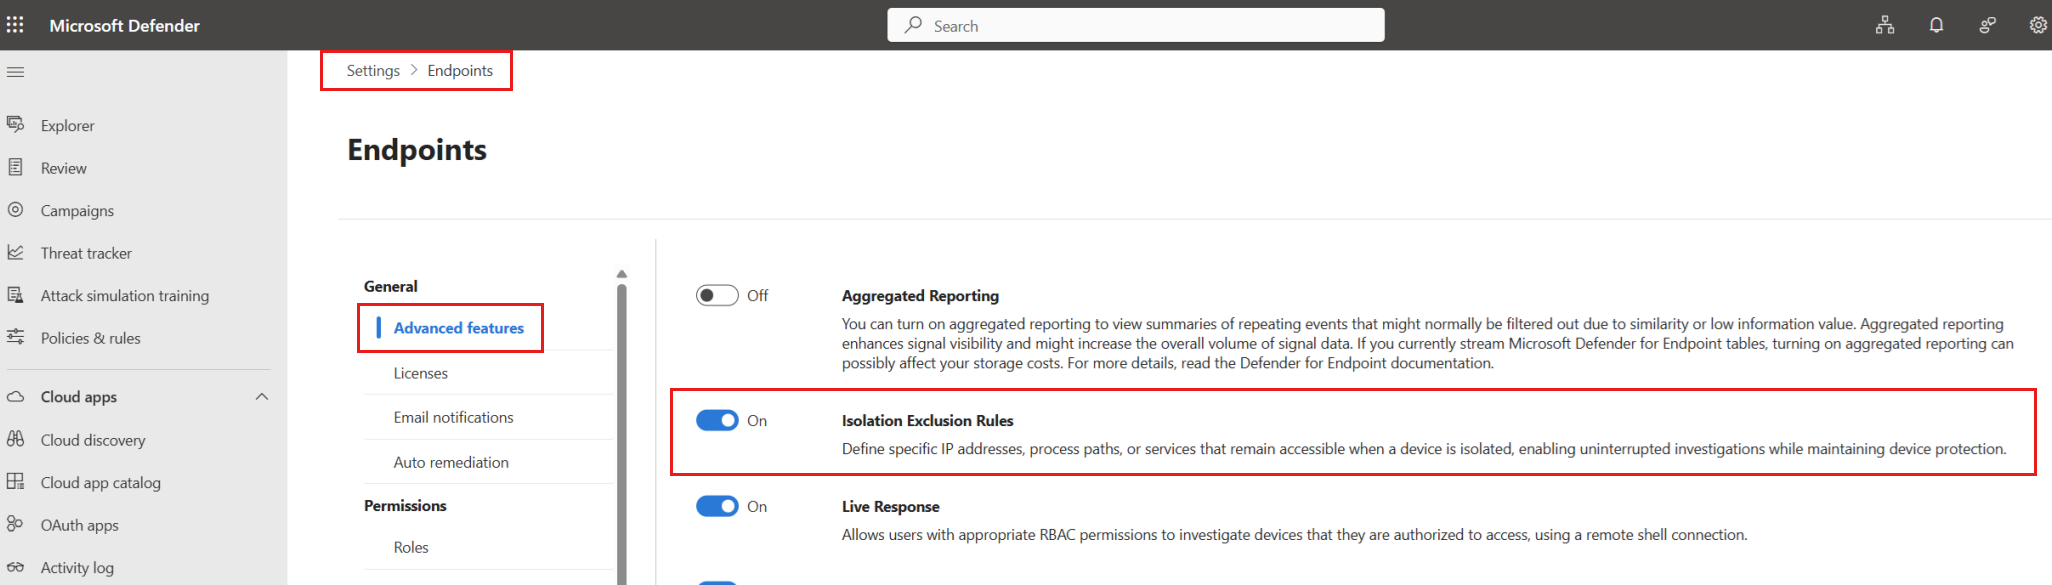 Microsoft Defender
Search
Settings > Endpoints
Explorer
Review
Campaigns
Threat tracker
Attack simulation training
Policies & rules
Cloud apps
Cloud discovery
Cloud app catalog
OAuth apps
Activity log
Endpoints
General
Advanced features
Licenses
Email notifications
Auto remediation
Permissions
Roles
Off
Aggregated Reporting
You can turn on aggregated reporting to view summaries of repeating events that might normally be filtered out due to similarity or low information value. Aggregated reporting
enhances signal visibility and might increase the overall volume of signal data. If you currently stream Microsoft Defender for Endpoint tables, turning on aggregated reporting can
possibly affect your storage costs. For more details, read the Defender for Endpoint documentation.
On
Isolation Exclusion Rules
Define specific IP addresses, process paths, or services that remain accessible when a device is isolated, enabling uninterrupted investigations while maintaining device protection.
On
Live Response
Allows users with appropriate RBAC permissions to investigate devices that they are authorized to access, using a remote shell connection.